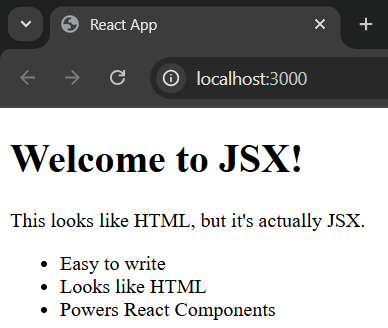 React App
localhost:3000
Welcome to JSX!
This looks like HTML, but it's actually JSX.
Easy to write
Looks like HTML
Powers React Components